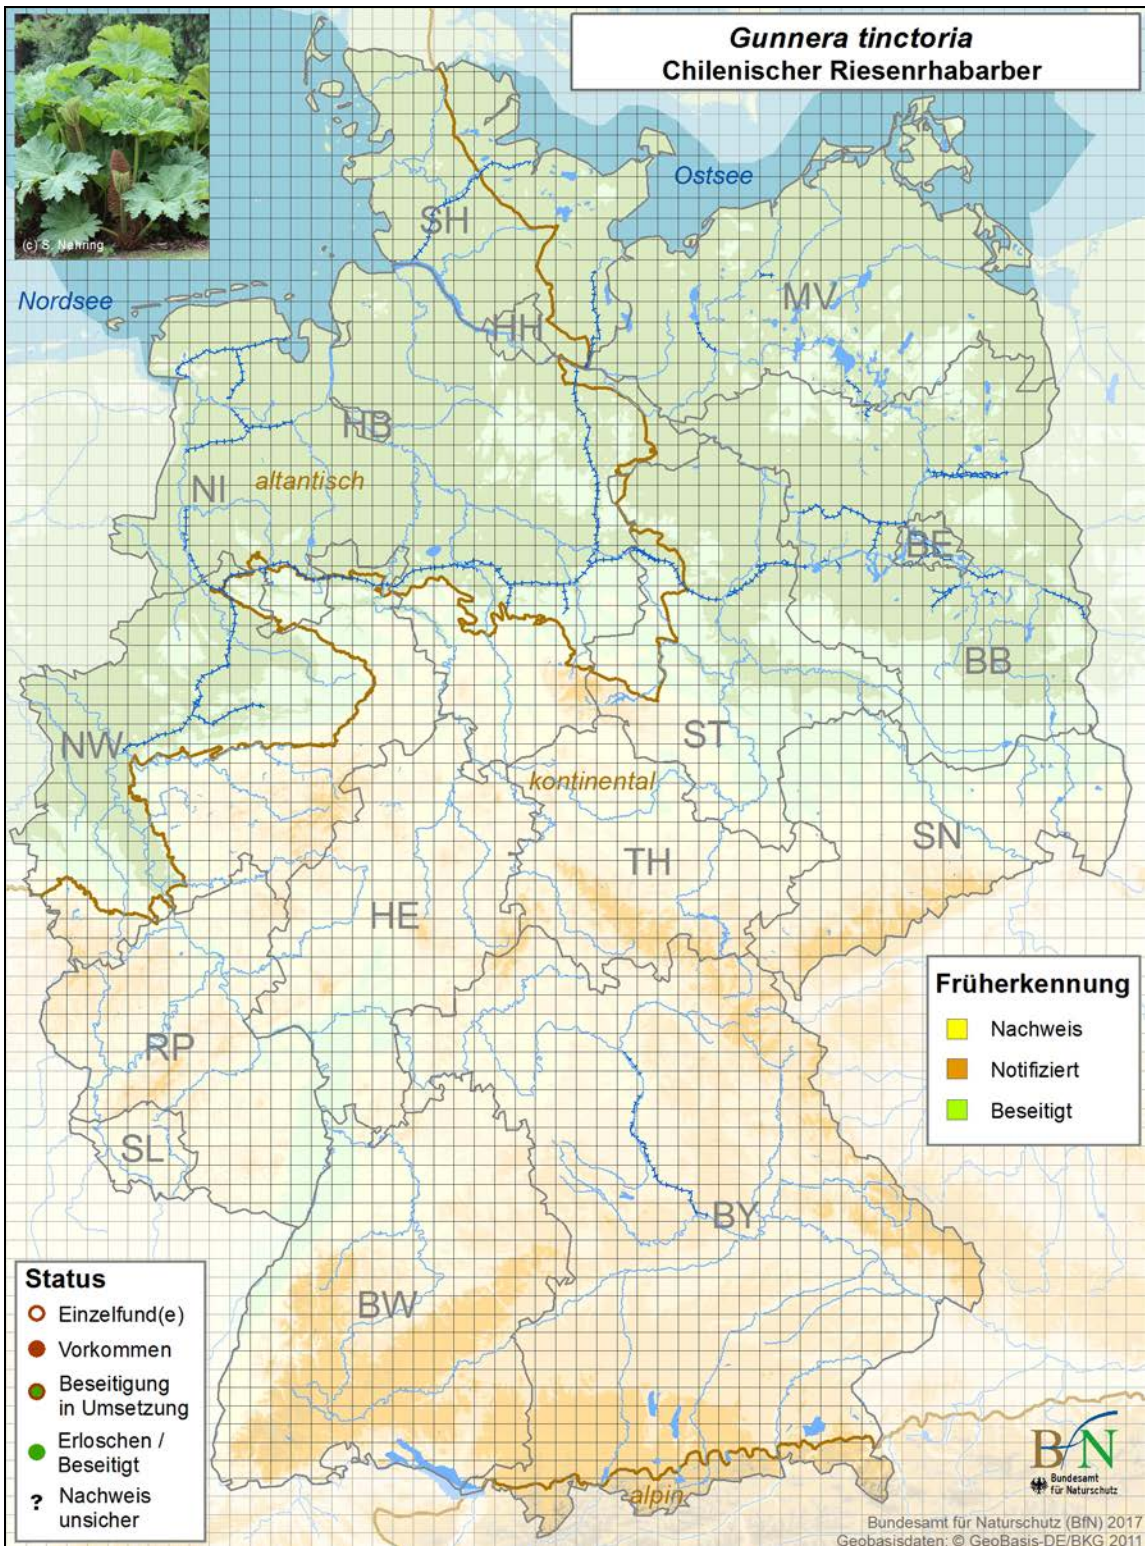 Gunnera tinctoria
Chilenischer Riesenrhabarber
(c) S. Nehring
Ostsee
SH
Nordsee
MV
HH
HB
NI
altantisch
BE
BB
NW
ST
kontinental
SN
TH
HE
Früherkennung
Nachweis
Notifiziert
Beseitigt
RP
SL
BY
BW
Status
Einzelfund(e)
Vorkommen
Beseitigung
in Umsetzung
Erloschen /
Beseitigt
? Nachweis
unsicher
alpin
BfN
Bundesamt
für Naturschutz
Bundesamt für Naturschutz (BfN) 2017
Geobasisdaten: © GeoBasis-DE/BKG 2011